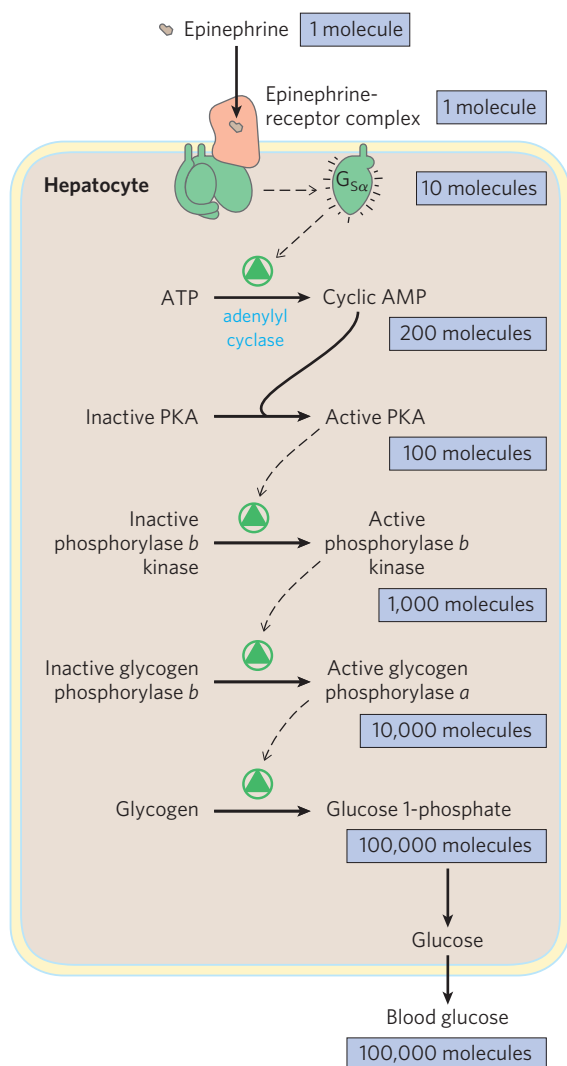 Epinephrine
1 molecule
Epinephrine-
receptor complex
1 molecule
Hepatocyte
GSα
10 molecules
ATP
Cyclic AMP
adenylyl
cyclase
200 molecules
Inactive PKA
Active PKA
100 molecules
Inactive
phosphorylase b
kinase
Active
phosphorylase b
kinase
1,000 molecules
Inactive glycogen
phosphorylase b
Active glycogen
phosphorylase a
10,000 molecules
Glycogen
Glucose 1-phosphate
100,000 molecules
Glucose
Blood glucose
100,000 molecules